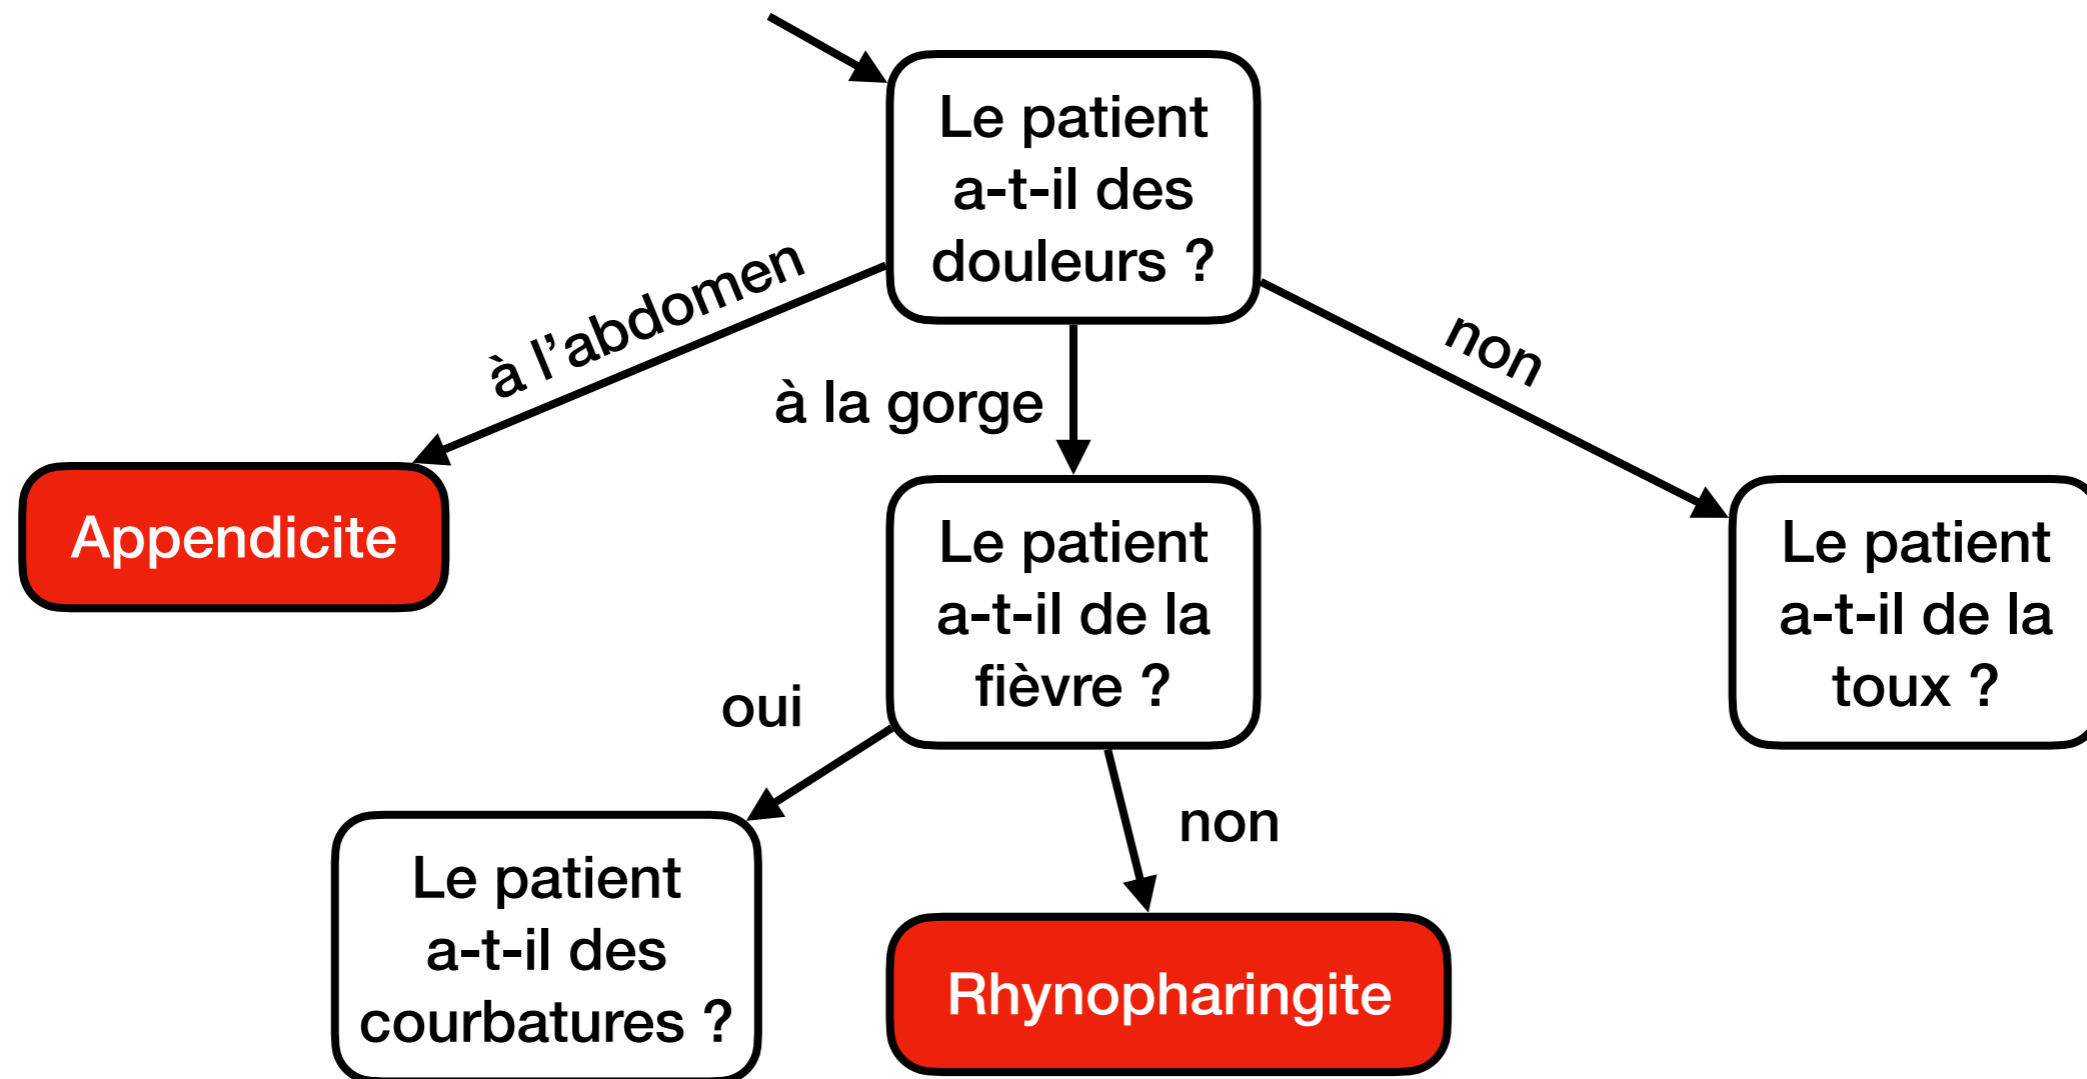 Le patient
a-t-il des
douleurs ?
à l’abdomen
à la gorge
non
Appendicite
Le patient
a-t-il de la
fièvre ?
Le patient
a-t-il de la
toux ?
oui
non
Le patient
a-t-il des
courbatures ?
Rhynopharingite